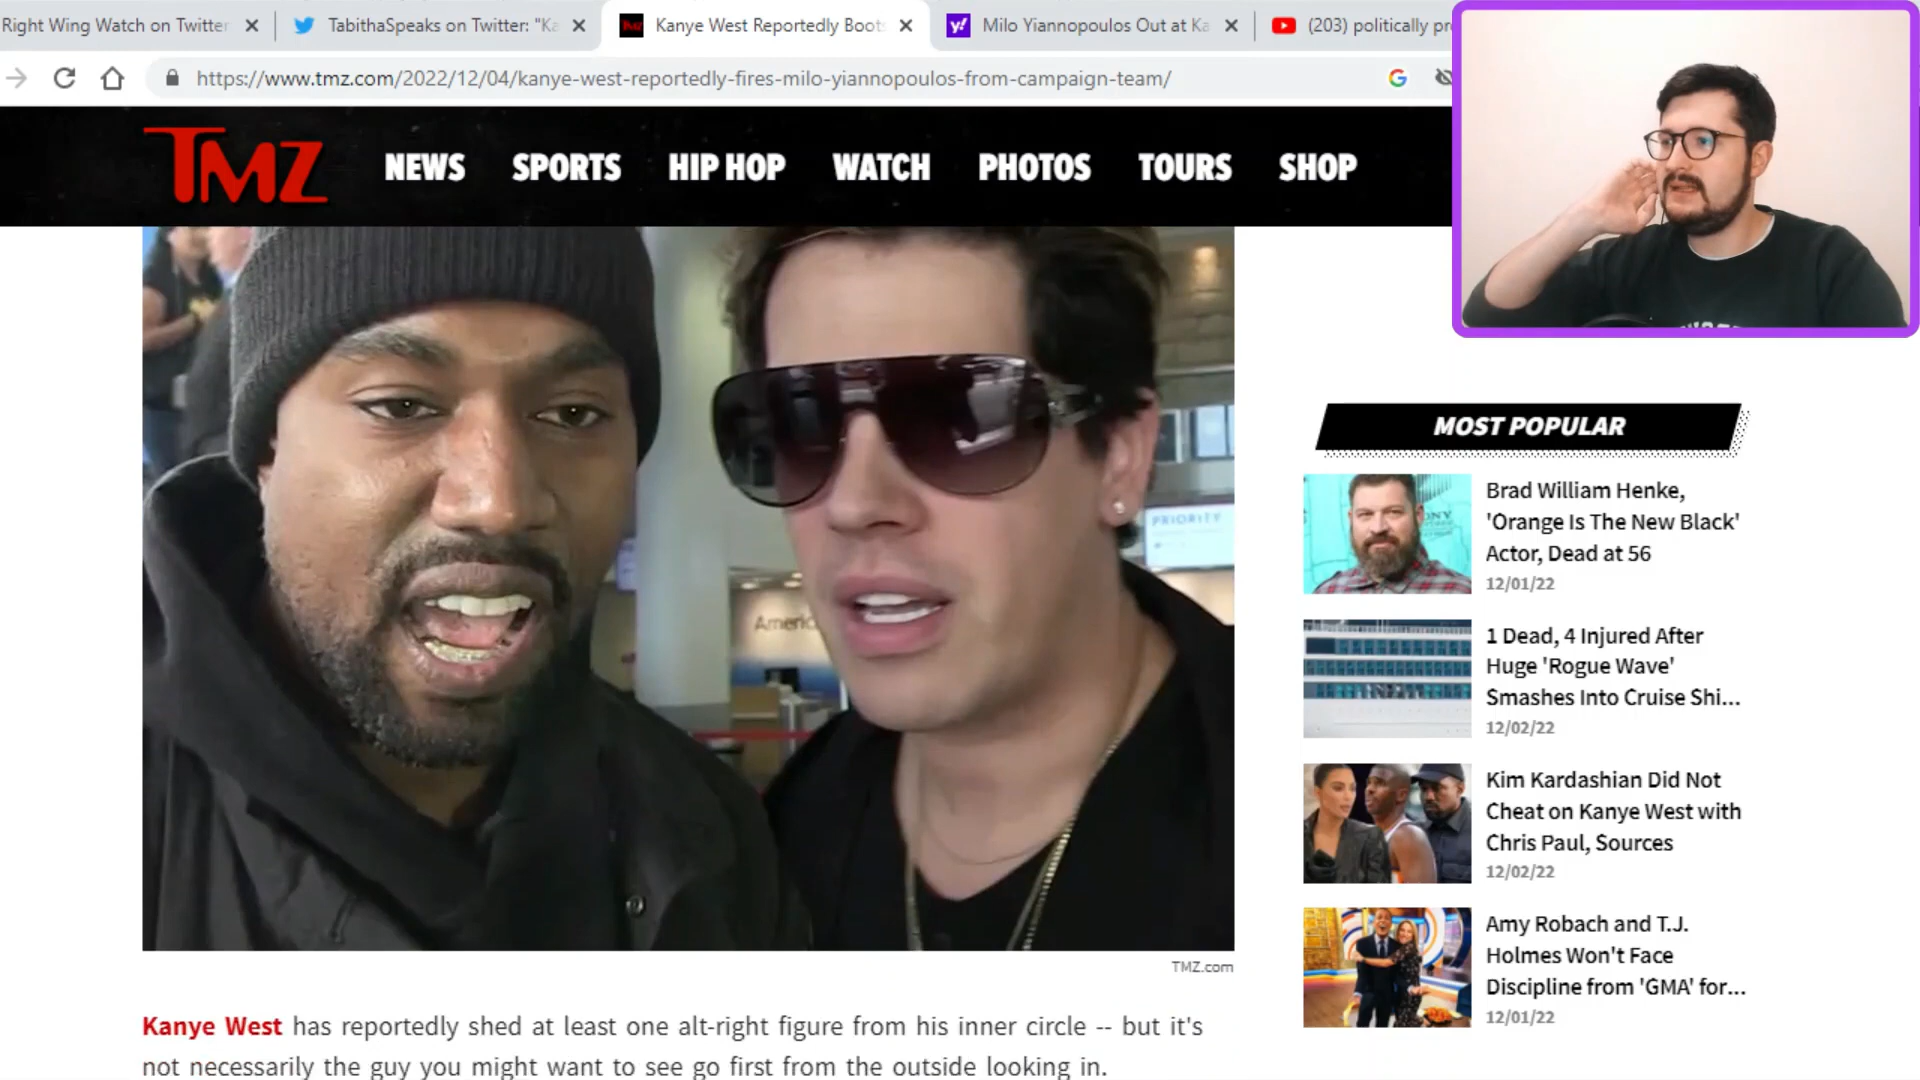 Right Wing Watch on Twitter
TabithaSpeaks on Twitter: "Ka
Kanye West Reportedly Boots
Milo Yiannopoulos Out at Ka
(203) politically pr
https://www.tmz.com/2022/12/04/kanye-west-reportedly-fires-milo-yiannopoulos-from-campaign-team/
TMZ
NEWS SPORTS HIP HOP WATCH PHOTOS TOURS SHOP
PRIORITY
Americ
TMZ.com
Kanye West has reportedly shed at least one alt-right figure from his inner circle -- but it's
not necessarily the guy you might want to see go first from the outside looking in.
MOST POPULAR
Brad William Henke,
'Orange Is The New Black'
Actor, Dead at 56
12/01/22
1 Dead, 4 Injured After
Huge 'Rogue Wave'
Smashes Into Cruise Shi...
12/02/22
Kim Kardashian Did Not
Cheat on Kanye West with
Chris Paul, Sources
12/02/22
Amy Robach and T.J.
Holmes Won't Face
Discipline from 'GMA' for...
12/01/22